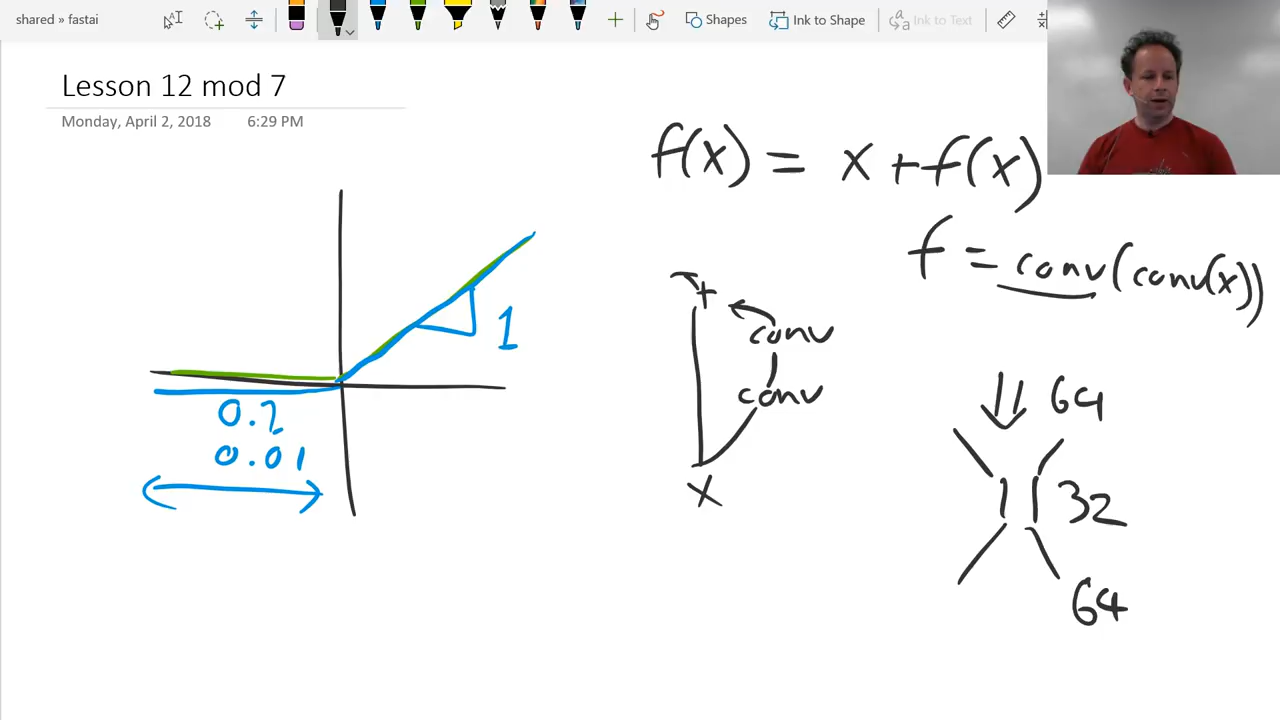 shared » fastai
Shapes
Ink to Shape
Ink to Text
Lesson 12 mod 7
Monday, April 2, 2018 6:29 PM
f(x) = x + f(x)
f = conv(conv(x))
1
0.2
0.01
+
conv
conv
x
64
32
64